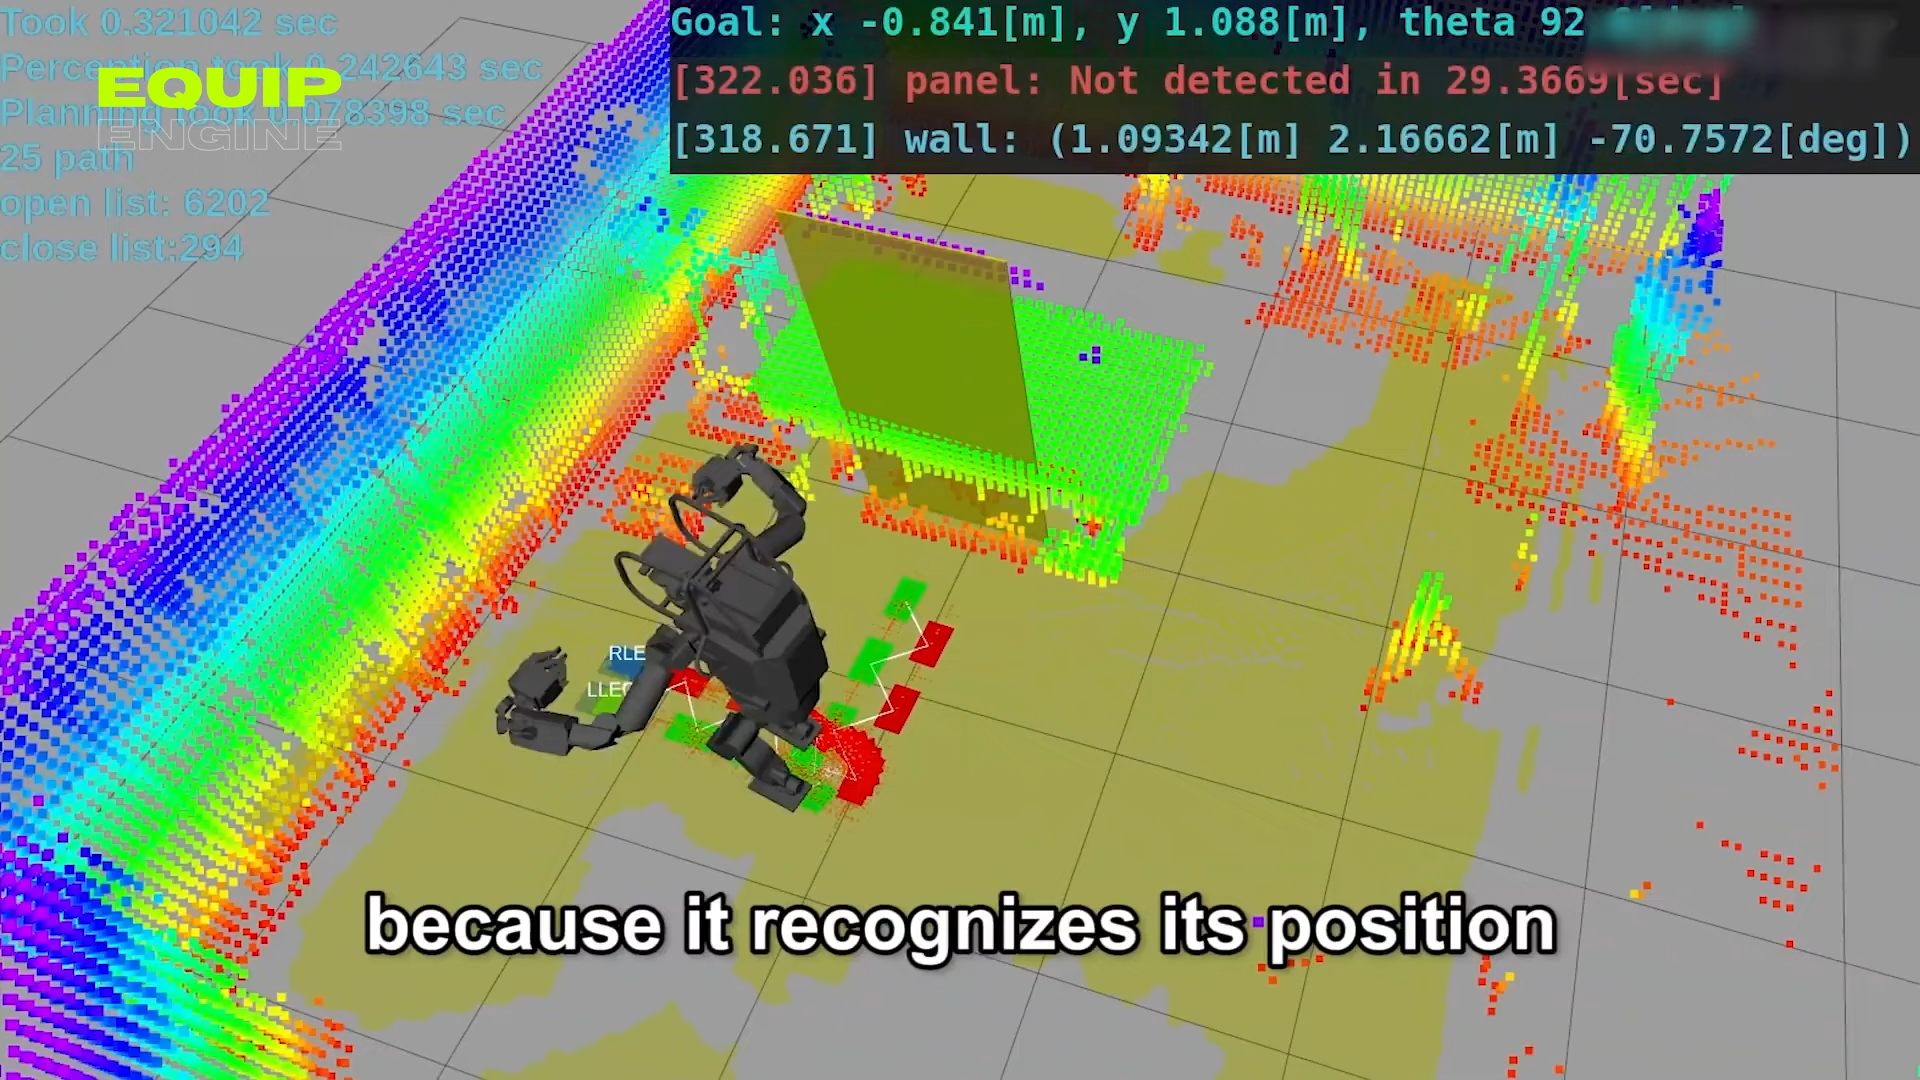 Took 0.321042 sec
Perception took 0.242643 sec
Planning took 0.078398 sec
25 path
open list: 6202
close list:294
EQUIP
ENGINE
Goal: x -0.841[m], y 1.088[m], theta 92
[322.036] panel: Not detected in 29.3669[sec]
[318.671] wall: (1.09342[m] 2.16662[m] -70.7572[deg])
RLE
LLEG
because it recognizes its position